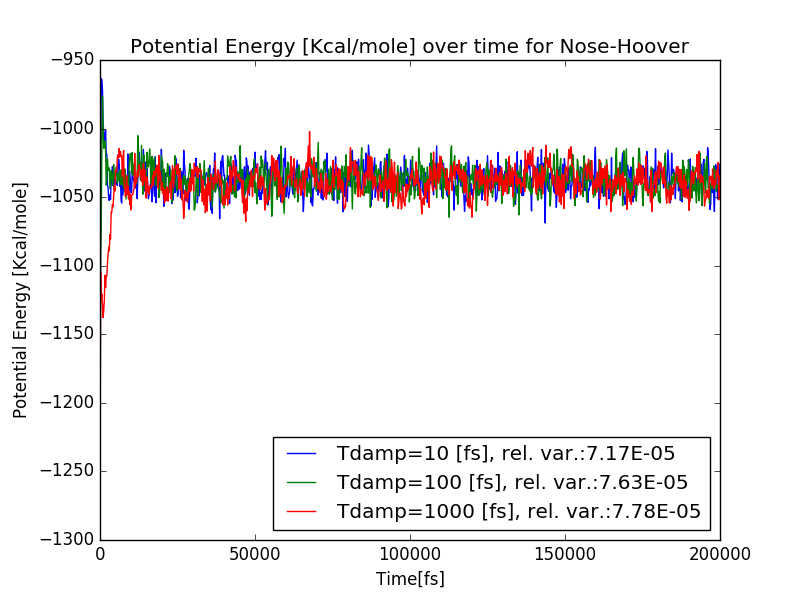 Potential Energy [Kcal/mole] over time for Nose-Hoover
Potential Energy [Kcal/mole]
−950
−1000
−1050
−1100
−1150
−1200
−1250
−1300
Tdamp=10 [fs], rel. var.:7.17E-05
Tdamp=100 [fs], rel. var.:7.63E-05
Tdamp=1000 [fs], rel. var.:7.78E-05
0
50000
100000
150000
200000
Time[fs]